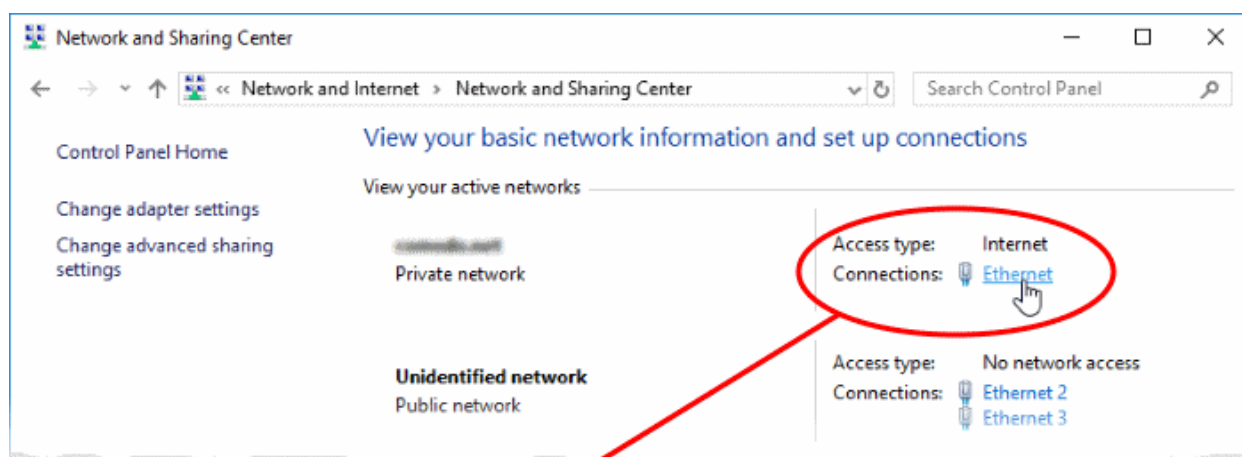 Network and Sharing Center
« Network and Internet > Network and Sharing Center
Search Control Panel
Control Panel Home
Change adapter settings
Change advanced sharing
settings
View your basic network information and set up connections
View your active networks
Private network
Access type: Internet
Connections: Ethernet
Unidentified network
Public network
Access type: No network access
Connections: Ethernet 2
Ethernet 3